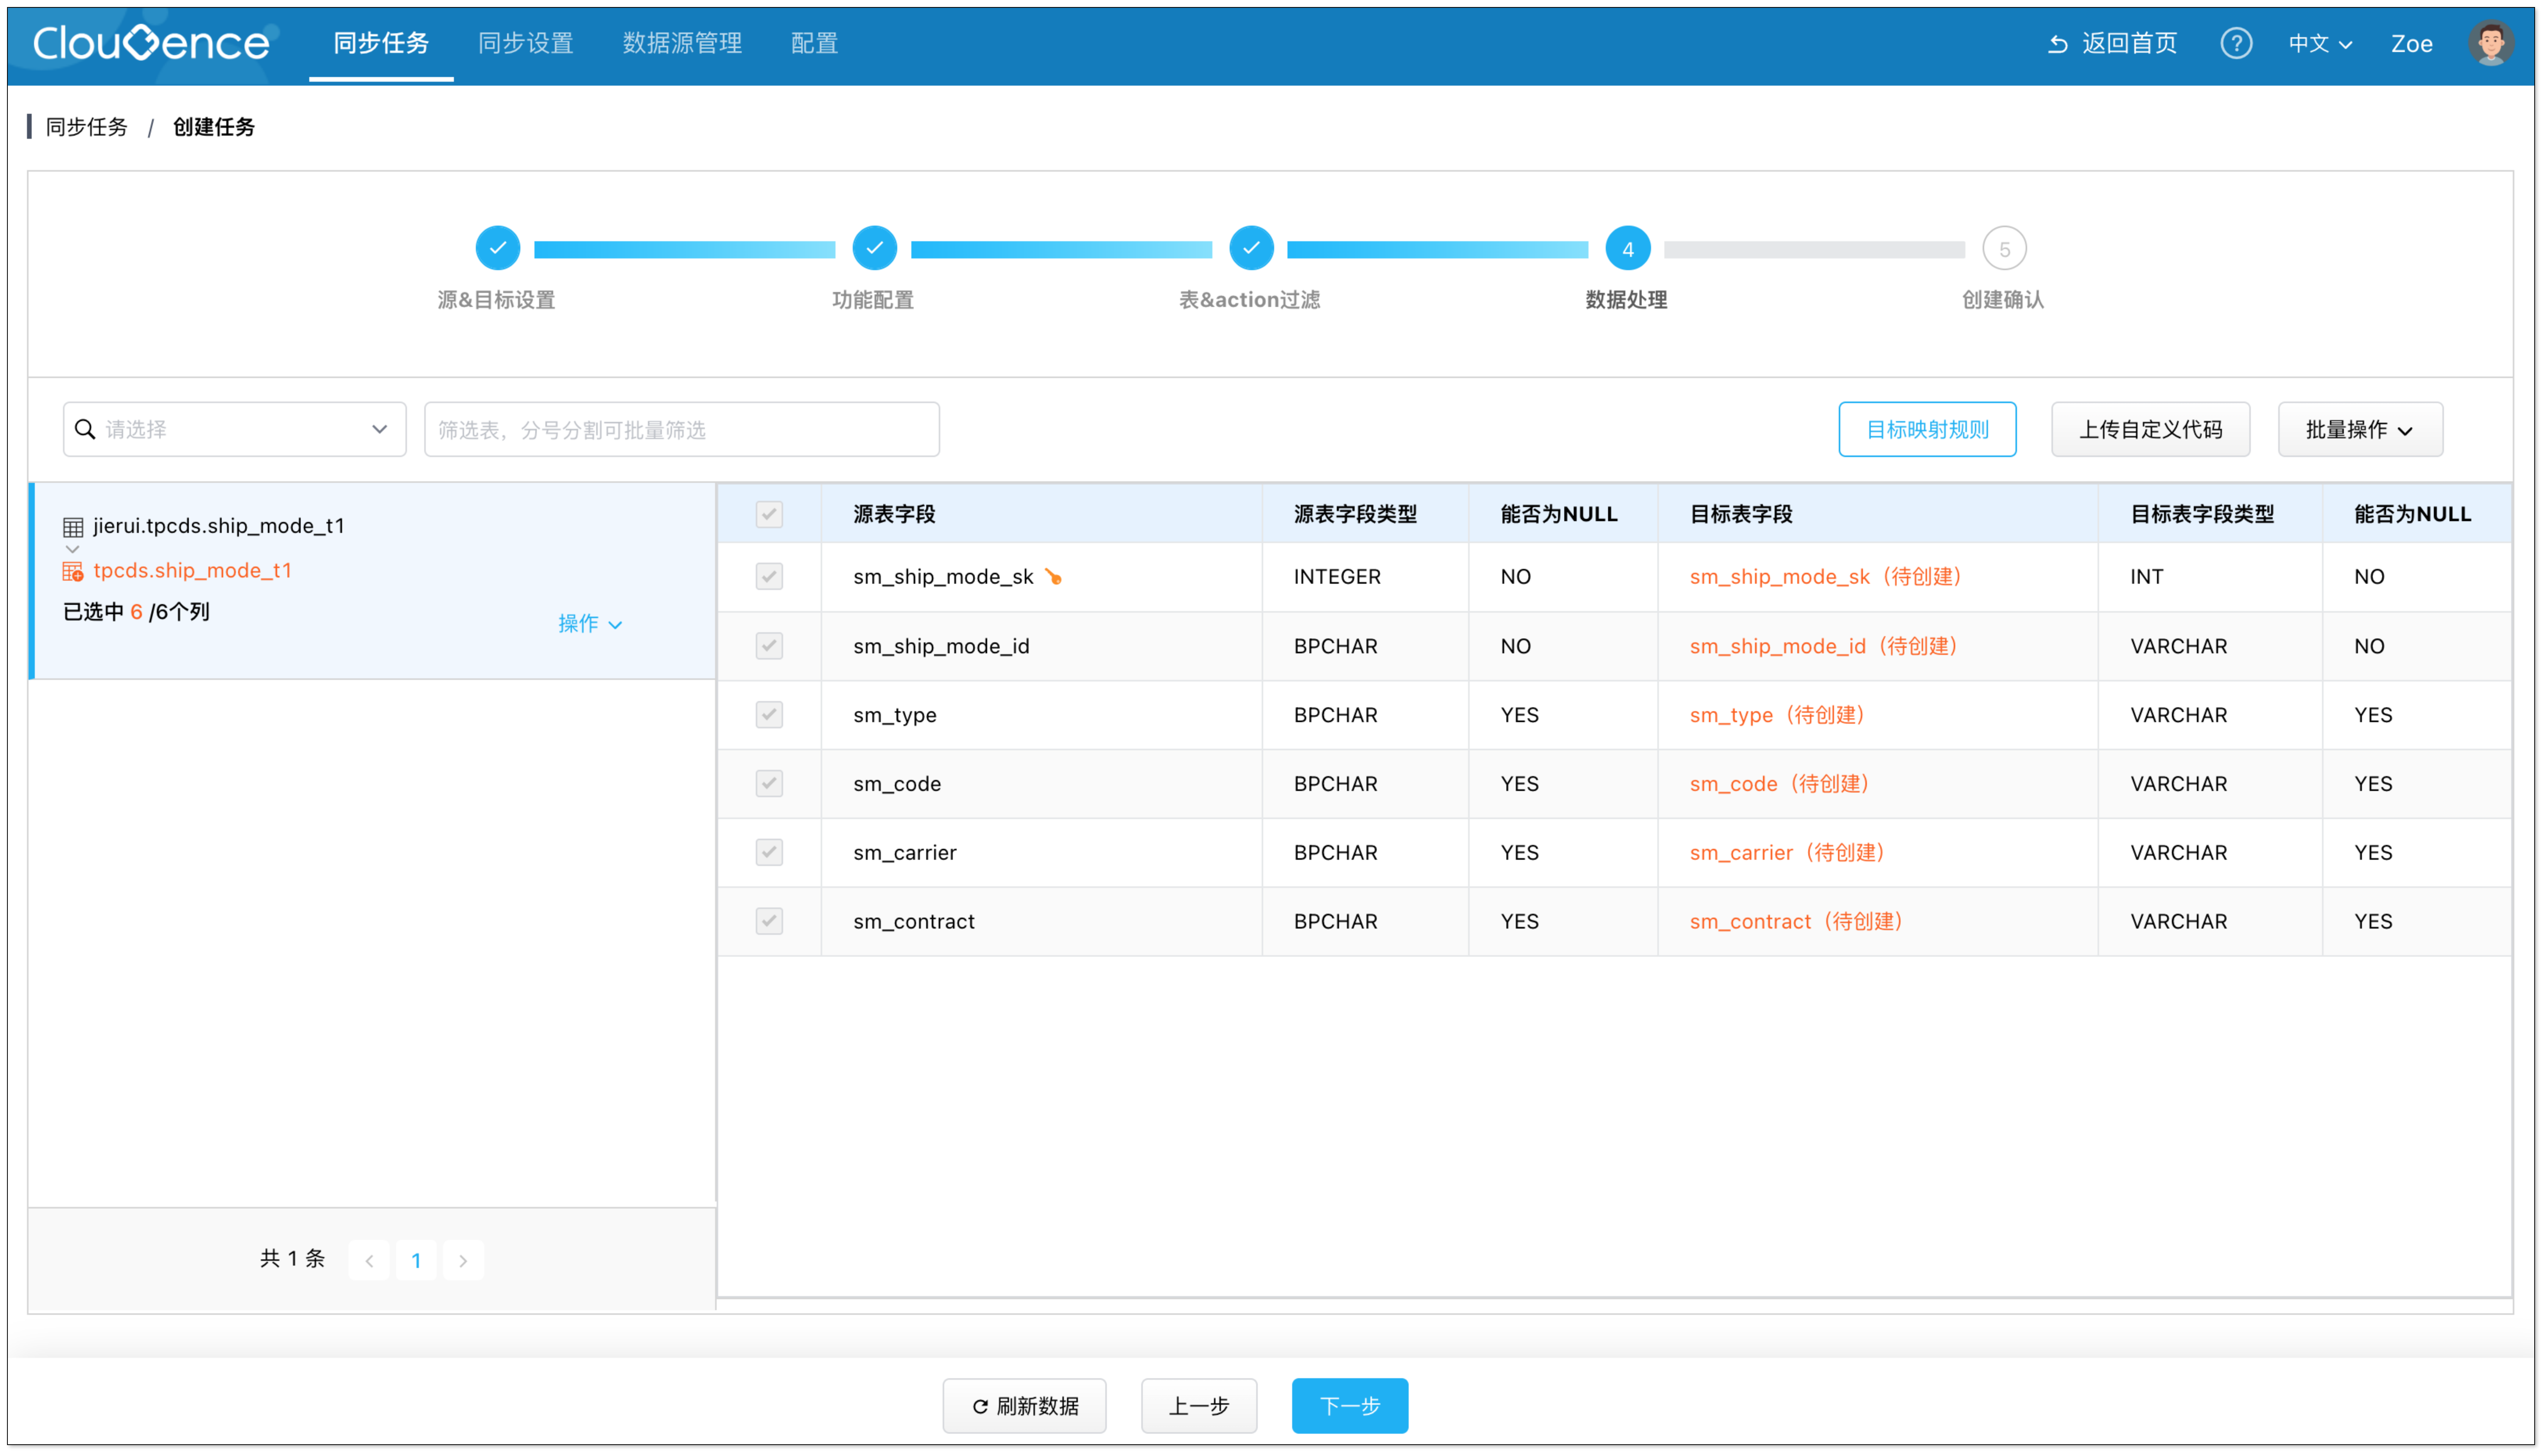 ClouGence 同步任务 同步设置 数据源管理 配置 返回首页 ? 中文 Zoe
同步任务 / 创建任务
4 5
源&目标设置 功能配置 表&action过滤 数据处理 创建确认
请选择 筛选表，分号分割可批量筛选 目标映射规则 上传自定义代码 批量操作
jierui.tpcds.ship_mode_t1
tpcds.ship_mode_t1
已选中 6 /6个列
操作
源表字段 源表字段类型 能否为NULL 目标表字段 目标表字段类型 能否为NULL
sm_ship_mode_sk INTEGER NO sm_ship_mode_sk（待创建） INT NO
sm_ship_mode_id BPCHAR NO sm_ship_mode_id（待创建） VARCHAR NO
sm_type BPCHAR YES sm_type（待创建） VARCHAR YES
sm_code BPCHAR YES sm_code（待创建） VARCHAR YES
sm_carrier BPCHAR YES sm_carrier（待创建） VARCHAR YES
sm_contract BPCHAR YES sm_contract（待创建） VARCHAR YES
共 1 条 1
刷新数据 上一步 下一步